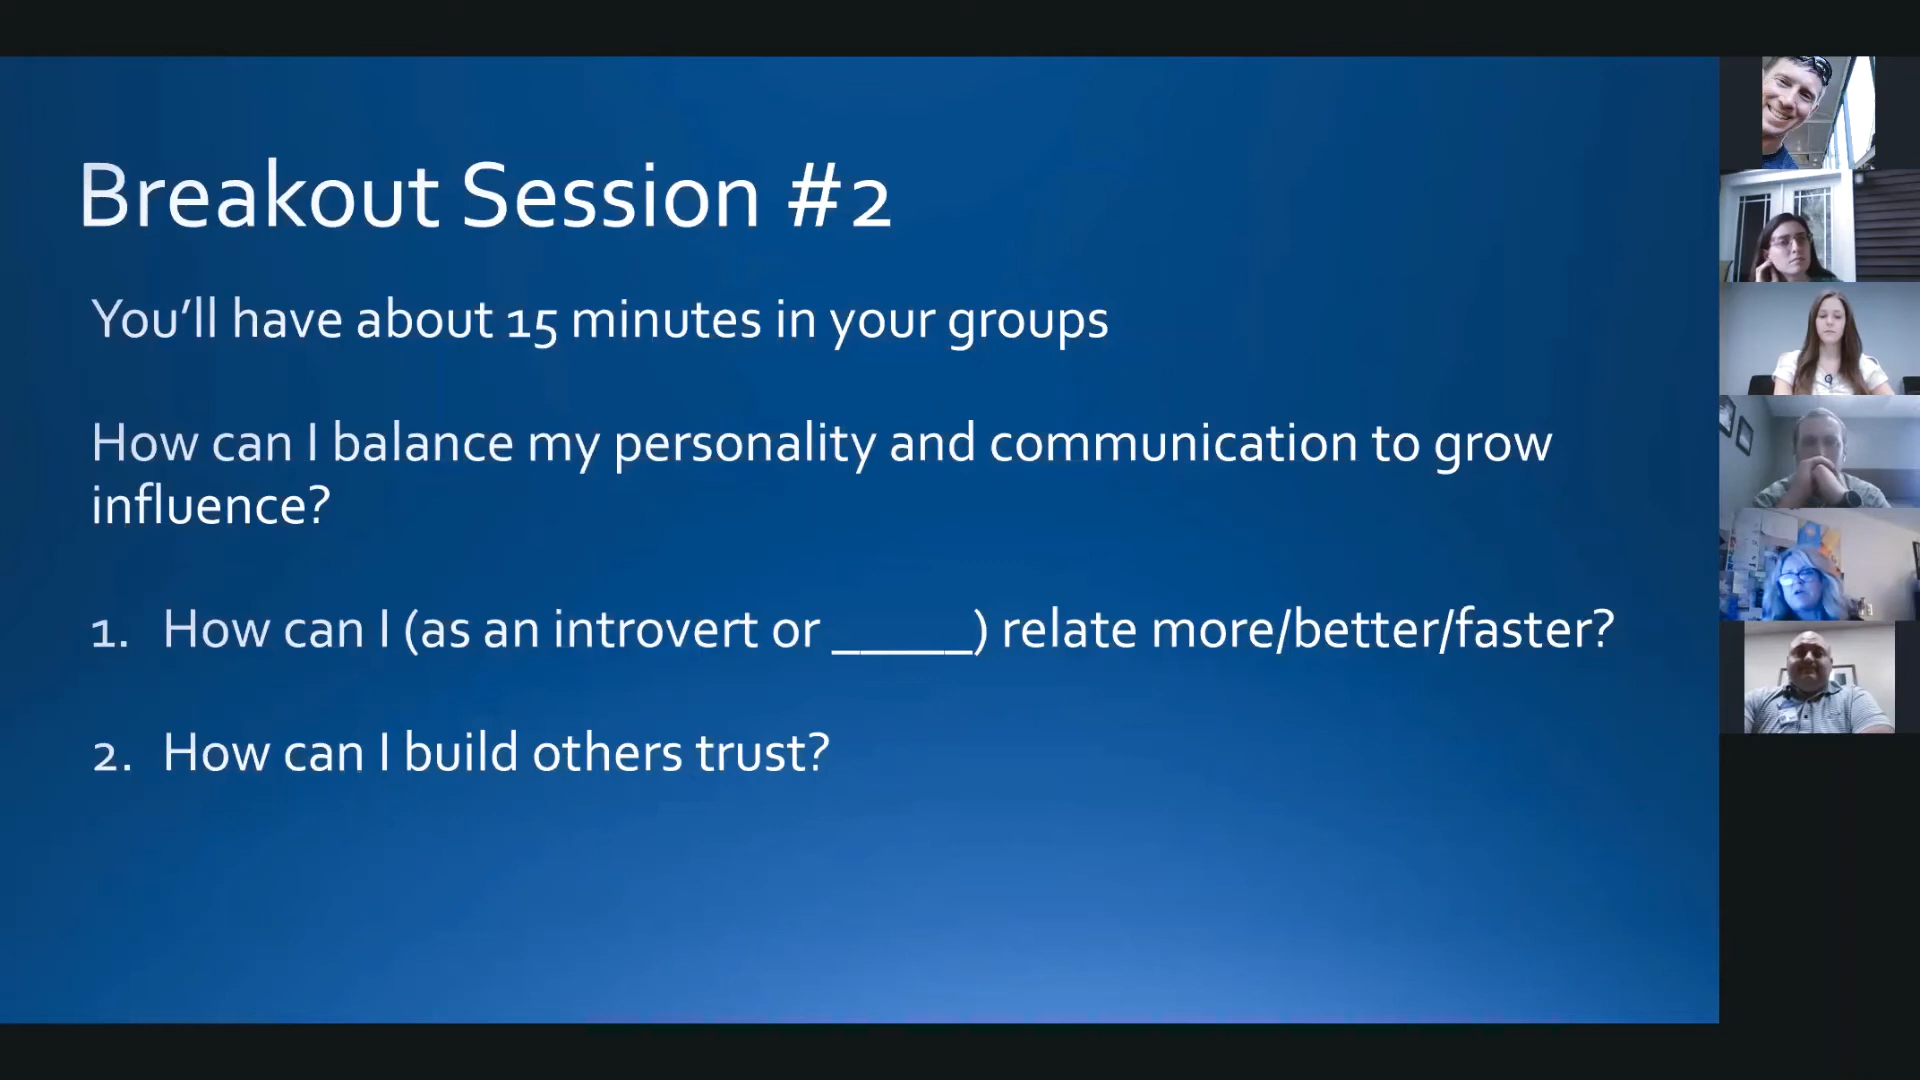 Breakout Session #2
You’ll have about 15 minutes in your groups
How can I balance my personality and communication to grow
influence?
1. How can I (as an introvert or _____) relate more/better/faster?
2. How can I build others trust?